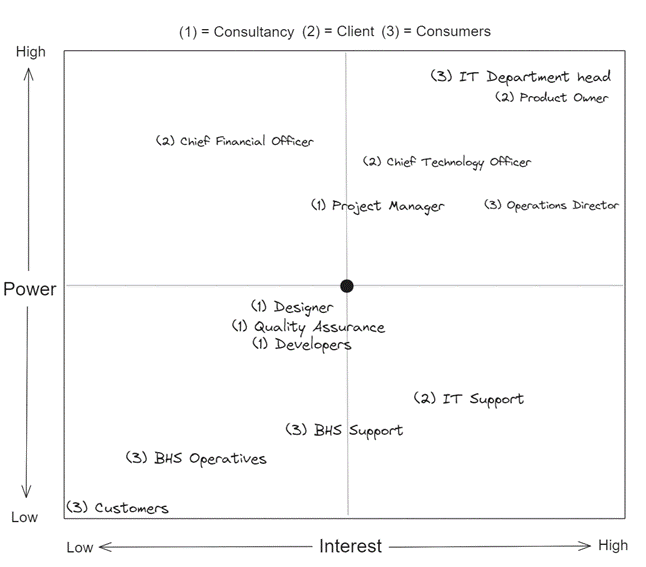 (1) = Consultancy (2) = Client (3) = Consumers
High
(3) IT Department head
(2) Product Owner
(2) Chief Financial Officer
(2) Chief Technology Officer
(1) Project Manager
(3) Operations Director
Power
(1) Designer
(1) Quality Assurance
(1) Developers
(2) IT Support
(3) BHS Support
(3) BHS Operatives
(3) Customers
Low
Low
Interest
High